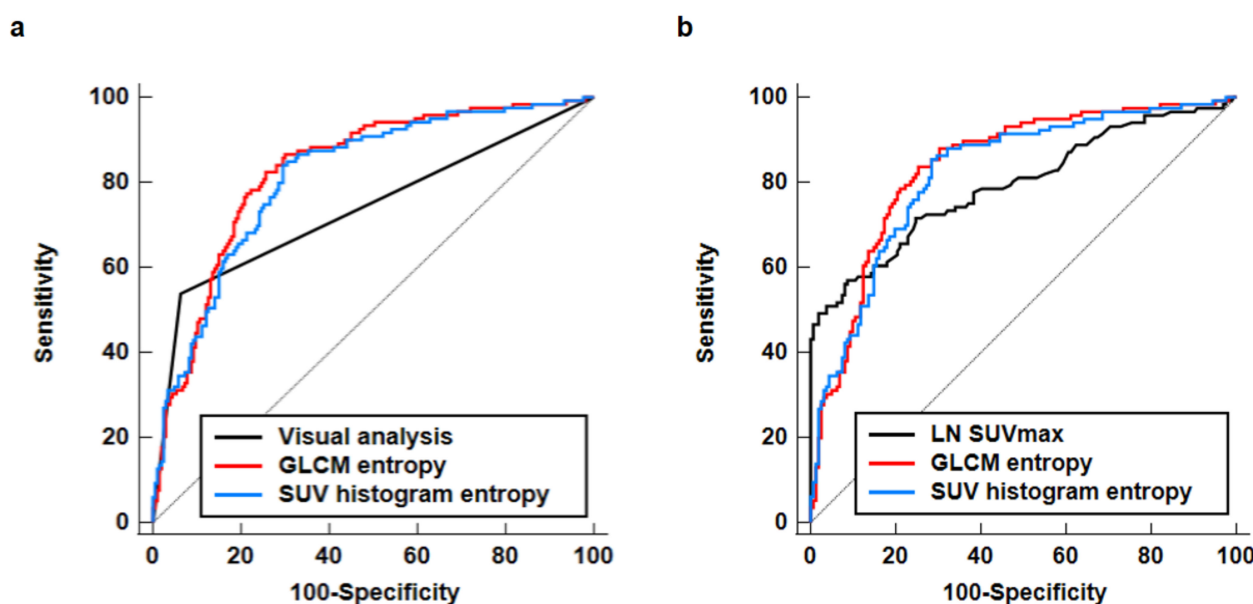 a
100
80
60
40
20
0
Sensitivity
Visual analysis
GLCM entropy
SUV histogram entropy
0 20 40 60 80 100
100-Specificity
b
100
80
60
40
20
0
Sensitivity
LN SUVmax
GLCM entropy
SUV histogram entropy
0 20 40 60 80 100
100-Specificity